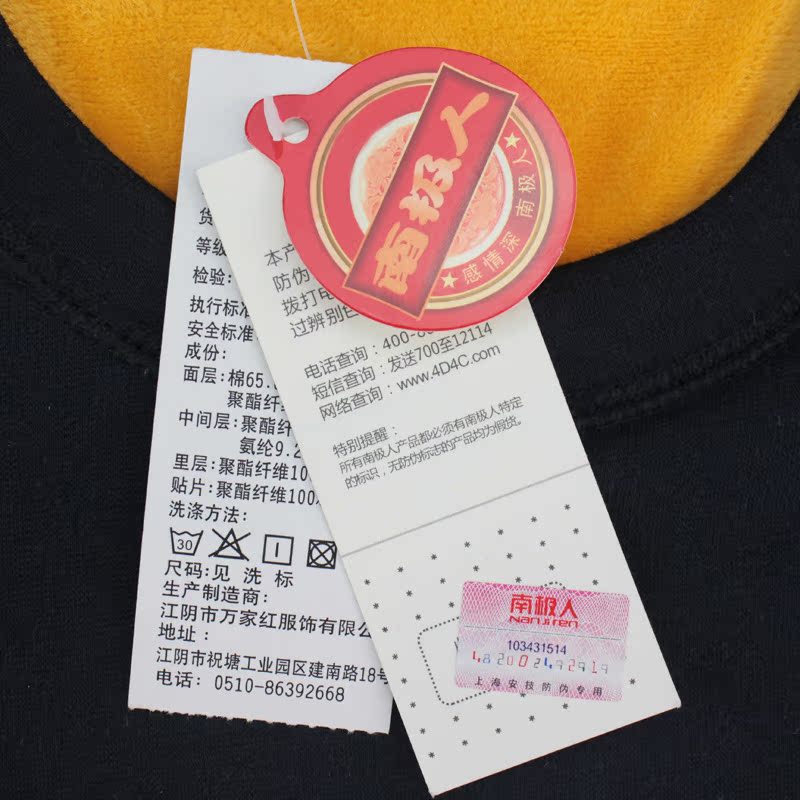 南极人
感情深 南极人
货
等级
检验:
执行标准
安全标准
成份:
面层:棉65.
聚酯纤
中间层:聚酯纤
氨纶9.2
里层:聚酯纤维10
贴片:聚酯纤维100
洗涤方法:
30
尺码:见 洗 标
生产制造商:
江阴市万家红服饰有限公
地址:
江阴市祝塘工业园区建南路18号
电话: 0510-86392668
本产
防伪
拨打电
过辨别
电话查询:400-8
短信查询:发送700至12114
网络查询:www.4D4C.com
特别提醒:
所有南极人产品都必须有南极人特定
的标识,无防伪标志的产品均为假货。
南极人
NanJiren
103431514
上海安技防伪专用